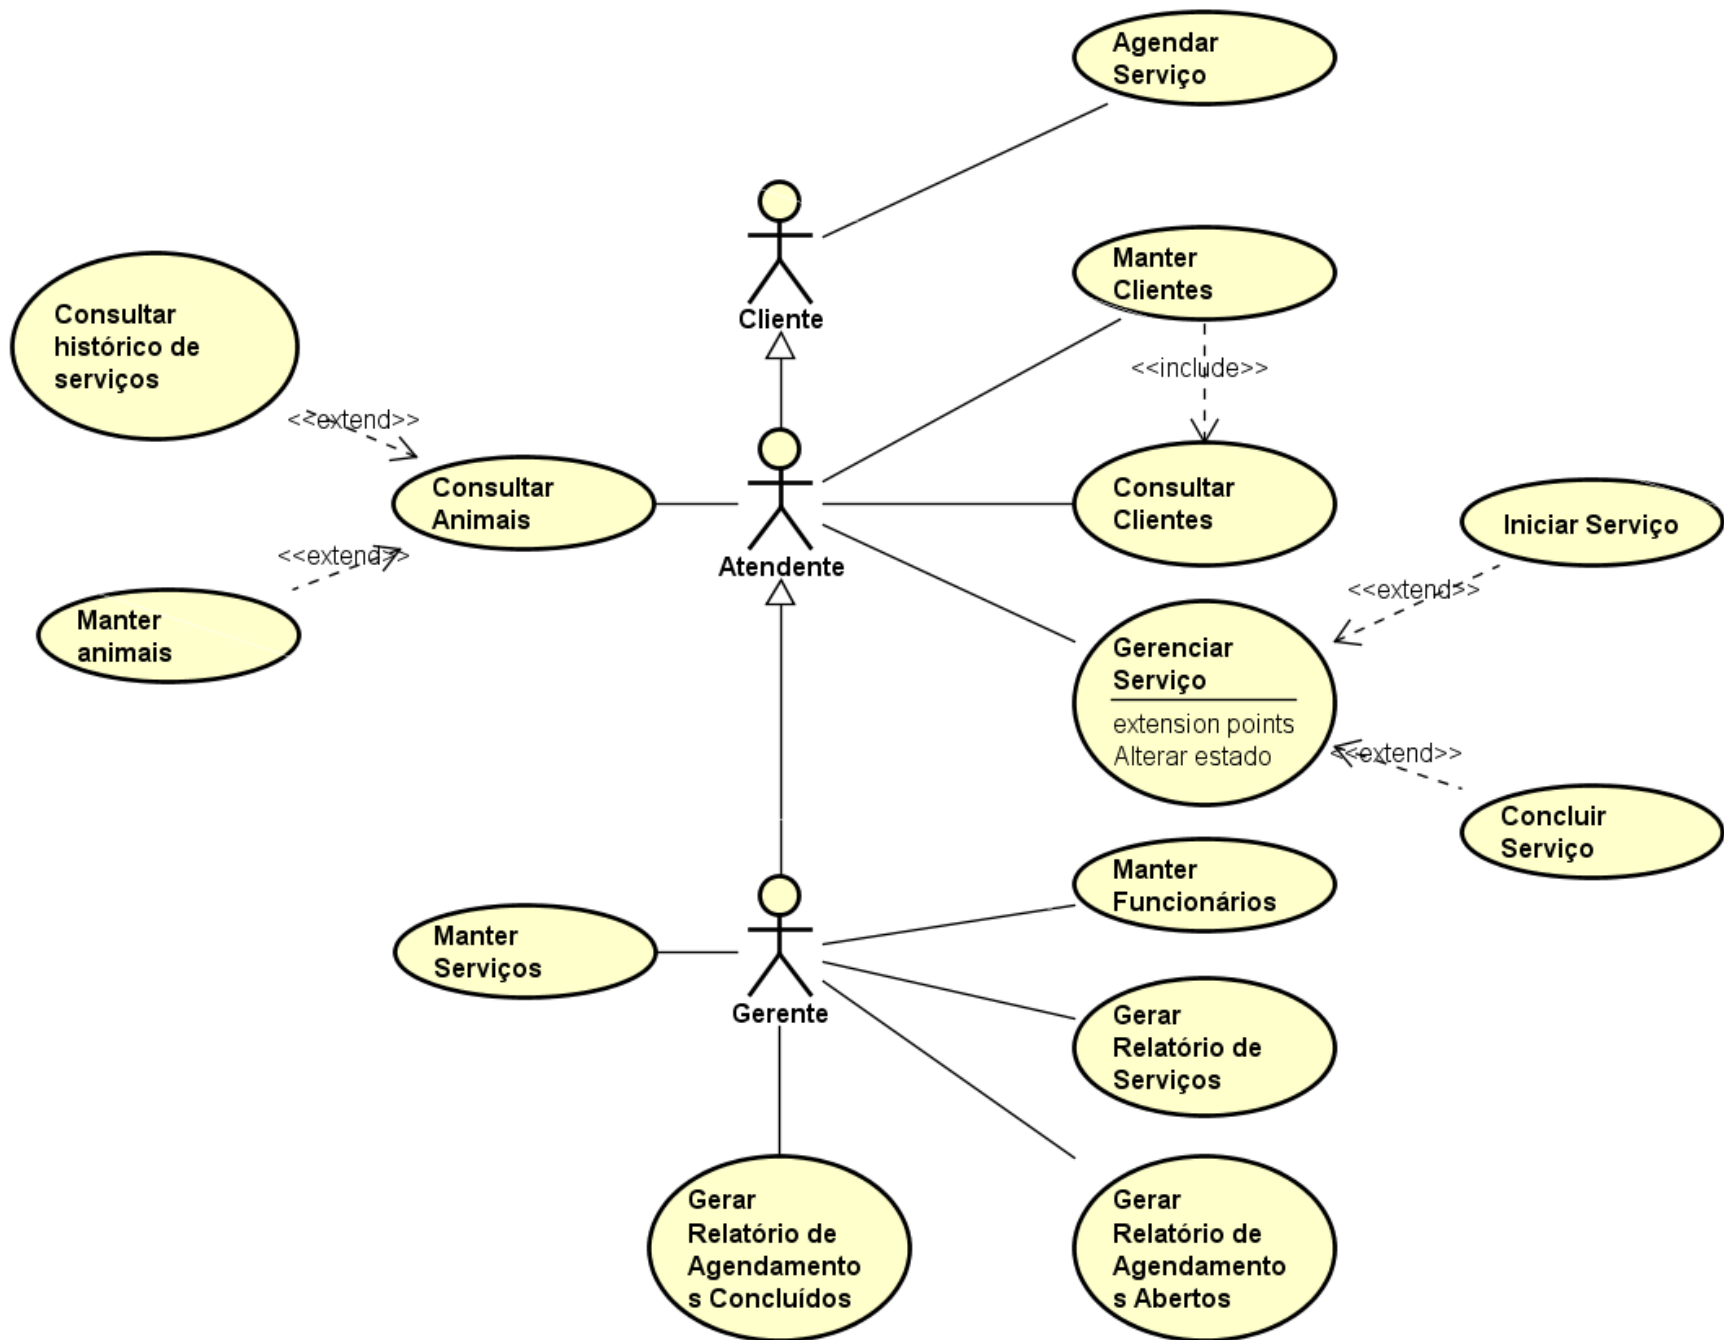 Agendar
Serviço
Manter
Clientes
Cliente
Consultar
histórico de
serviços
<<include>>
<<extend>>
Consultar
Animais
Consultar
Clientes
Iniciar Serviço
<<extend>>
Atendente
<<extend>>
Manter
animais
Gerenciar
Serviço
extension points
Alterar estado
<<extend>>
Concluir
Serviço
Manter
Funcionários
Manter
Serviços
Gerente
Gerar
Relatório de
Serviços
Gerar
Relatório de
Agendamento
s Concluídos
Gerar
Relatório de
Agendamento
s Abertos